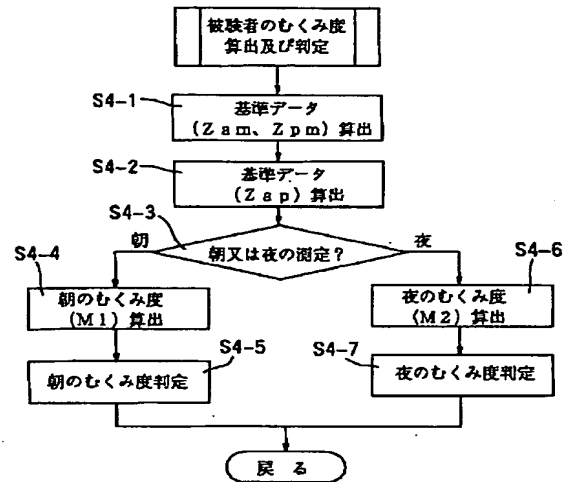 被験者のむくみ度
算出及び判定
S4-1
基準データ
(Zam、Zpm)算出
S4-2
基準データ
(Zap)算出
S4-3
朝又は夜の測定?
朝
夜
S4-4
朝のむくみ度
(M1)算出
S4-5
朝のむくみ度判定
S4-6
夜のむくみ度
(M2)算出
S4-7
夜のむくみ度判定
戻る